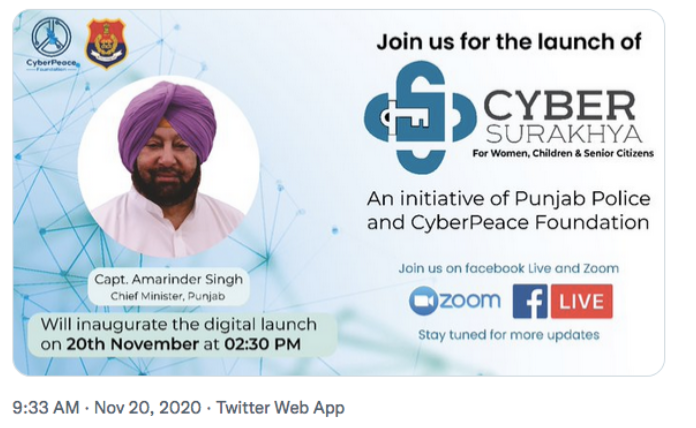 CyberPeace
Foundation
Join us for the launch of
CYBER
SURAKHYA
For Women, Children & Senior Citizens
An initiative of Punjab Police
and CyberPeace Foundation
Capt. Amarinder Singh
Chief Minister, Punjab
Will inaugurate the digital launch
on 20th November at 02:30 PM
Join us on facebook Live and Zoom
zoom f LIVE
Stay tuned for more updates
9:33 AM · Nov 20, 2020 · Twitter Web App